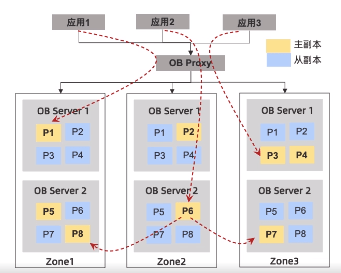 应用1 应用2 应用3
主副本
从副本
OB Proxy
OB Server 1 OB Server 1 OB Server 1
P1 P2 P1 P2 P1 P2
P3 P4 P3 P4 P3 P4
OB Server 2 OB Server 2 OB Server 2
P5 P6 P5 P6 P5 P6
P7 P8 P7 P8 P7 P8
Zone1 Zone2 Zone3